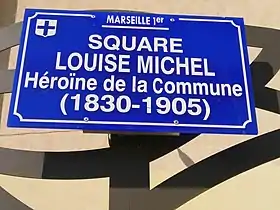 MARSEILLE 1er
SQUARE
LOUISE MICHEL
Héroïne de la Commune
(1830-1905)